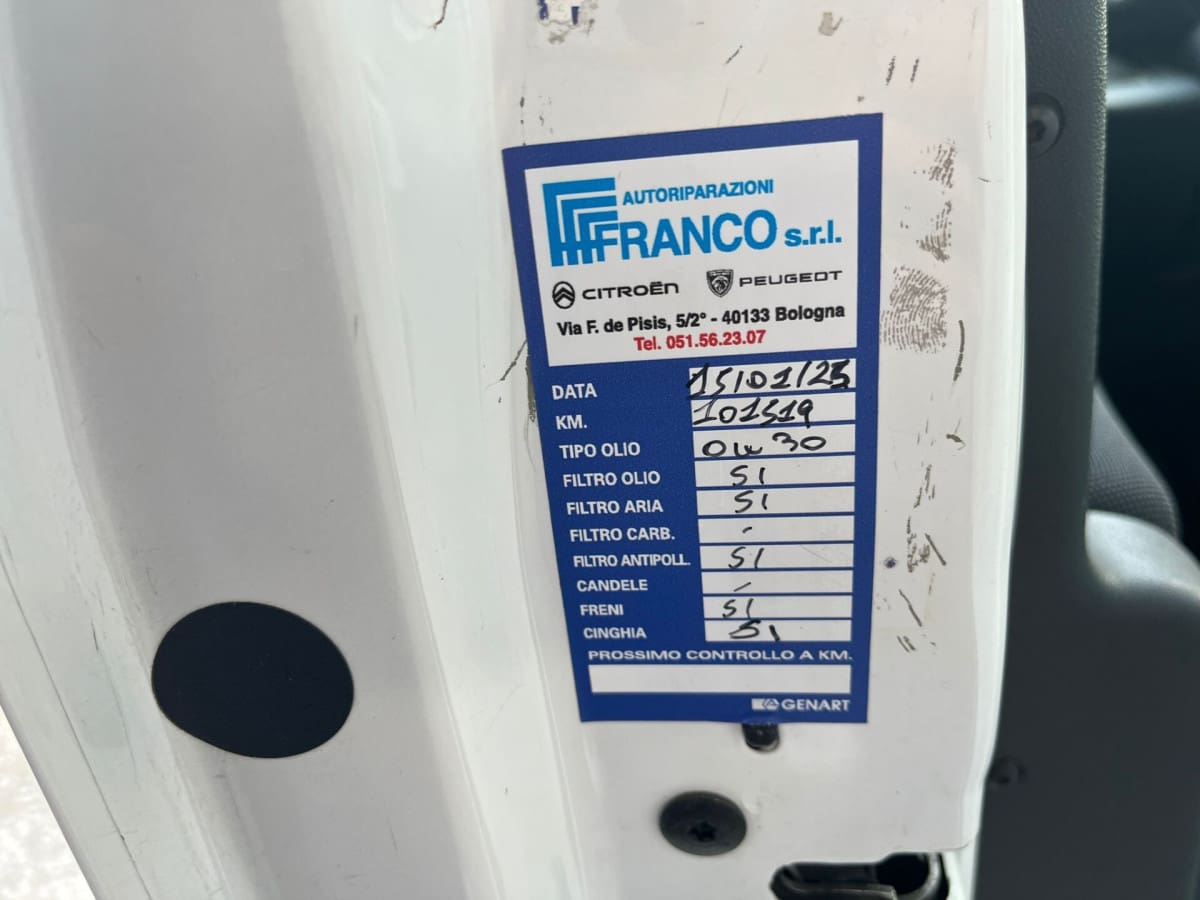 AUTORIPARAZIONI
FRANCO s.r.l.
CITROËN PEUGEOT
Via F. de Pisis, 5/2° - 40133 Bologna
Tel. 051.56.23.07
DATA 15/01/25
KM. 101519
TIPO OLIO 0w30
FILTRO OLIO SI
FILTRO ARIA SI
FILTRO CARB. -
FILTRO ANTIPOLL. SI
CANDELE -
FRENI SI
CINGHIA SI
PROSSIMO CONTROLLO A KM.
GENART